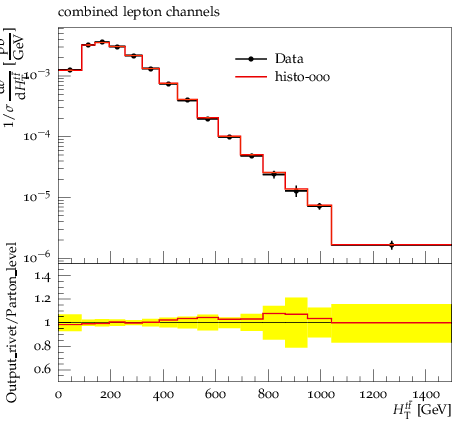 combined lepton channels
1/σ dσ/dH_T^{tt̄} [pb/GeV]
Data
histo-000
10⁻³
10⁻⁴
10⁻⁵
10⁻⁶
Output_rivet/Parton_level
1.4
1.2
1
0.8
0.6
0 200 400 600 800 1000 1200 1400
H_T^{tt̄} [GeV]